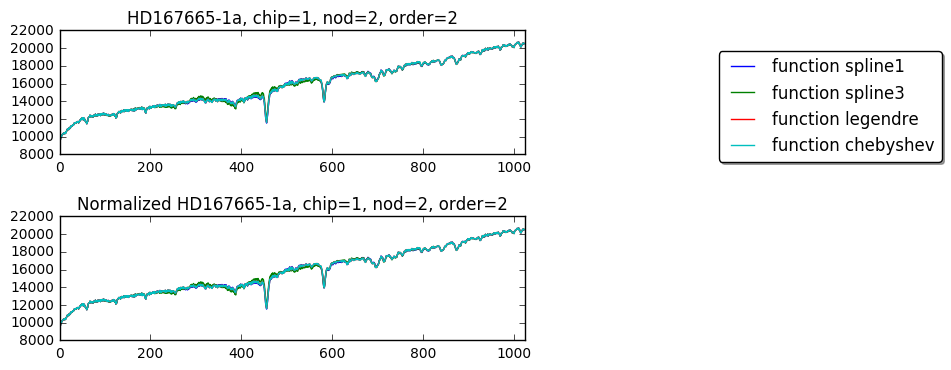 HD167665-1a, chip=1, nod=2, order=2
22000
20000
18000
16000
14000
12000
10000
8000
0 200 400 600 800 1000
function spline1
function spline3
function legendre
function chebyshev
Normalized HD167665-1a, chip=1, nod=2, order=2
22000
20000
18000
16000
14000
12000
10000
8000
0 200 400 600 800 1000